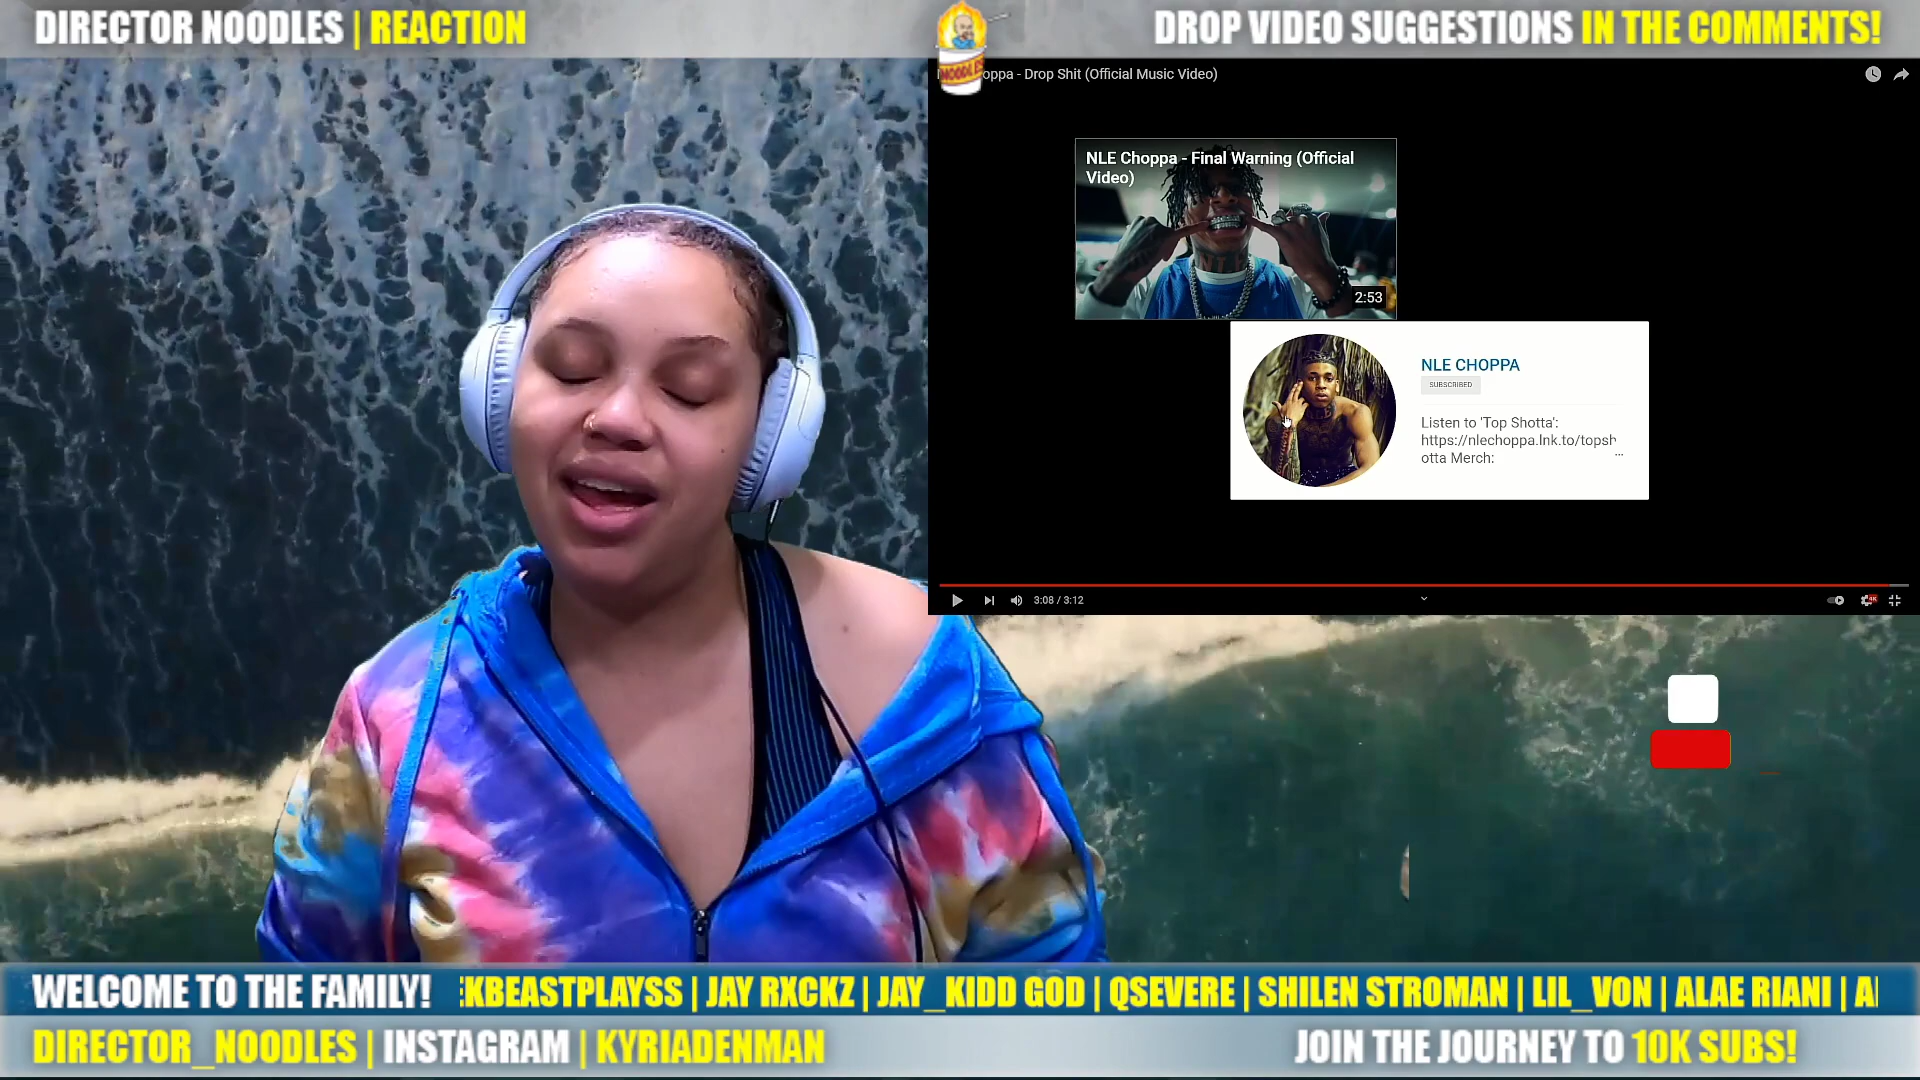 DIRECTOR NOODLES | REACTION
DROP VIDEO SUGGESTIONS IN THE COMMENTS!
NOODLES
oppa - Drop Shit (Official Music Video)
NLE Choppa - Final Warning (Official
Video)
2:53
NLE CHOPPA
SUBSCRIBED
Listen to 'Top Shotta':
https://nlechoppa.lnk.to/topsh
otta Merch:
...
3:08 / 3:12
4K
WELCOME TO THE FAMILY! EKBEASTPLAYSS | JAY RXCKZ | JAY_KIDD GOD | QSEVERE | SHILEN STROMAN | LIL_VON | ALAE RIANI | A
DIRECTOR_NOODLES | INSTAGRAM | KYRIADENMAN
JOIN THE JOURNEY TO 10K SUBS!